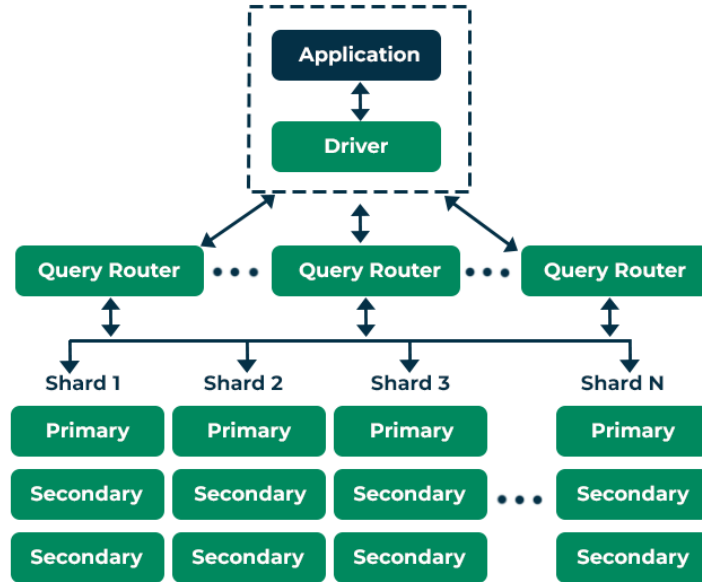 Application
Driver
Query Router Query Router Query Router
Shard 1 Shard 2 Shard 3 Shard N
Primary Primary Primary Primary
Secondary Secondary Secondary Secondary
Secondary Secondary Secondary Secondary